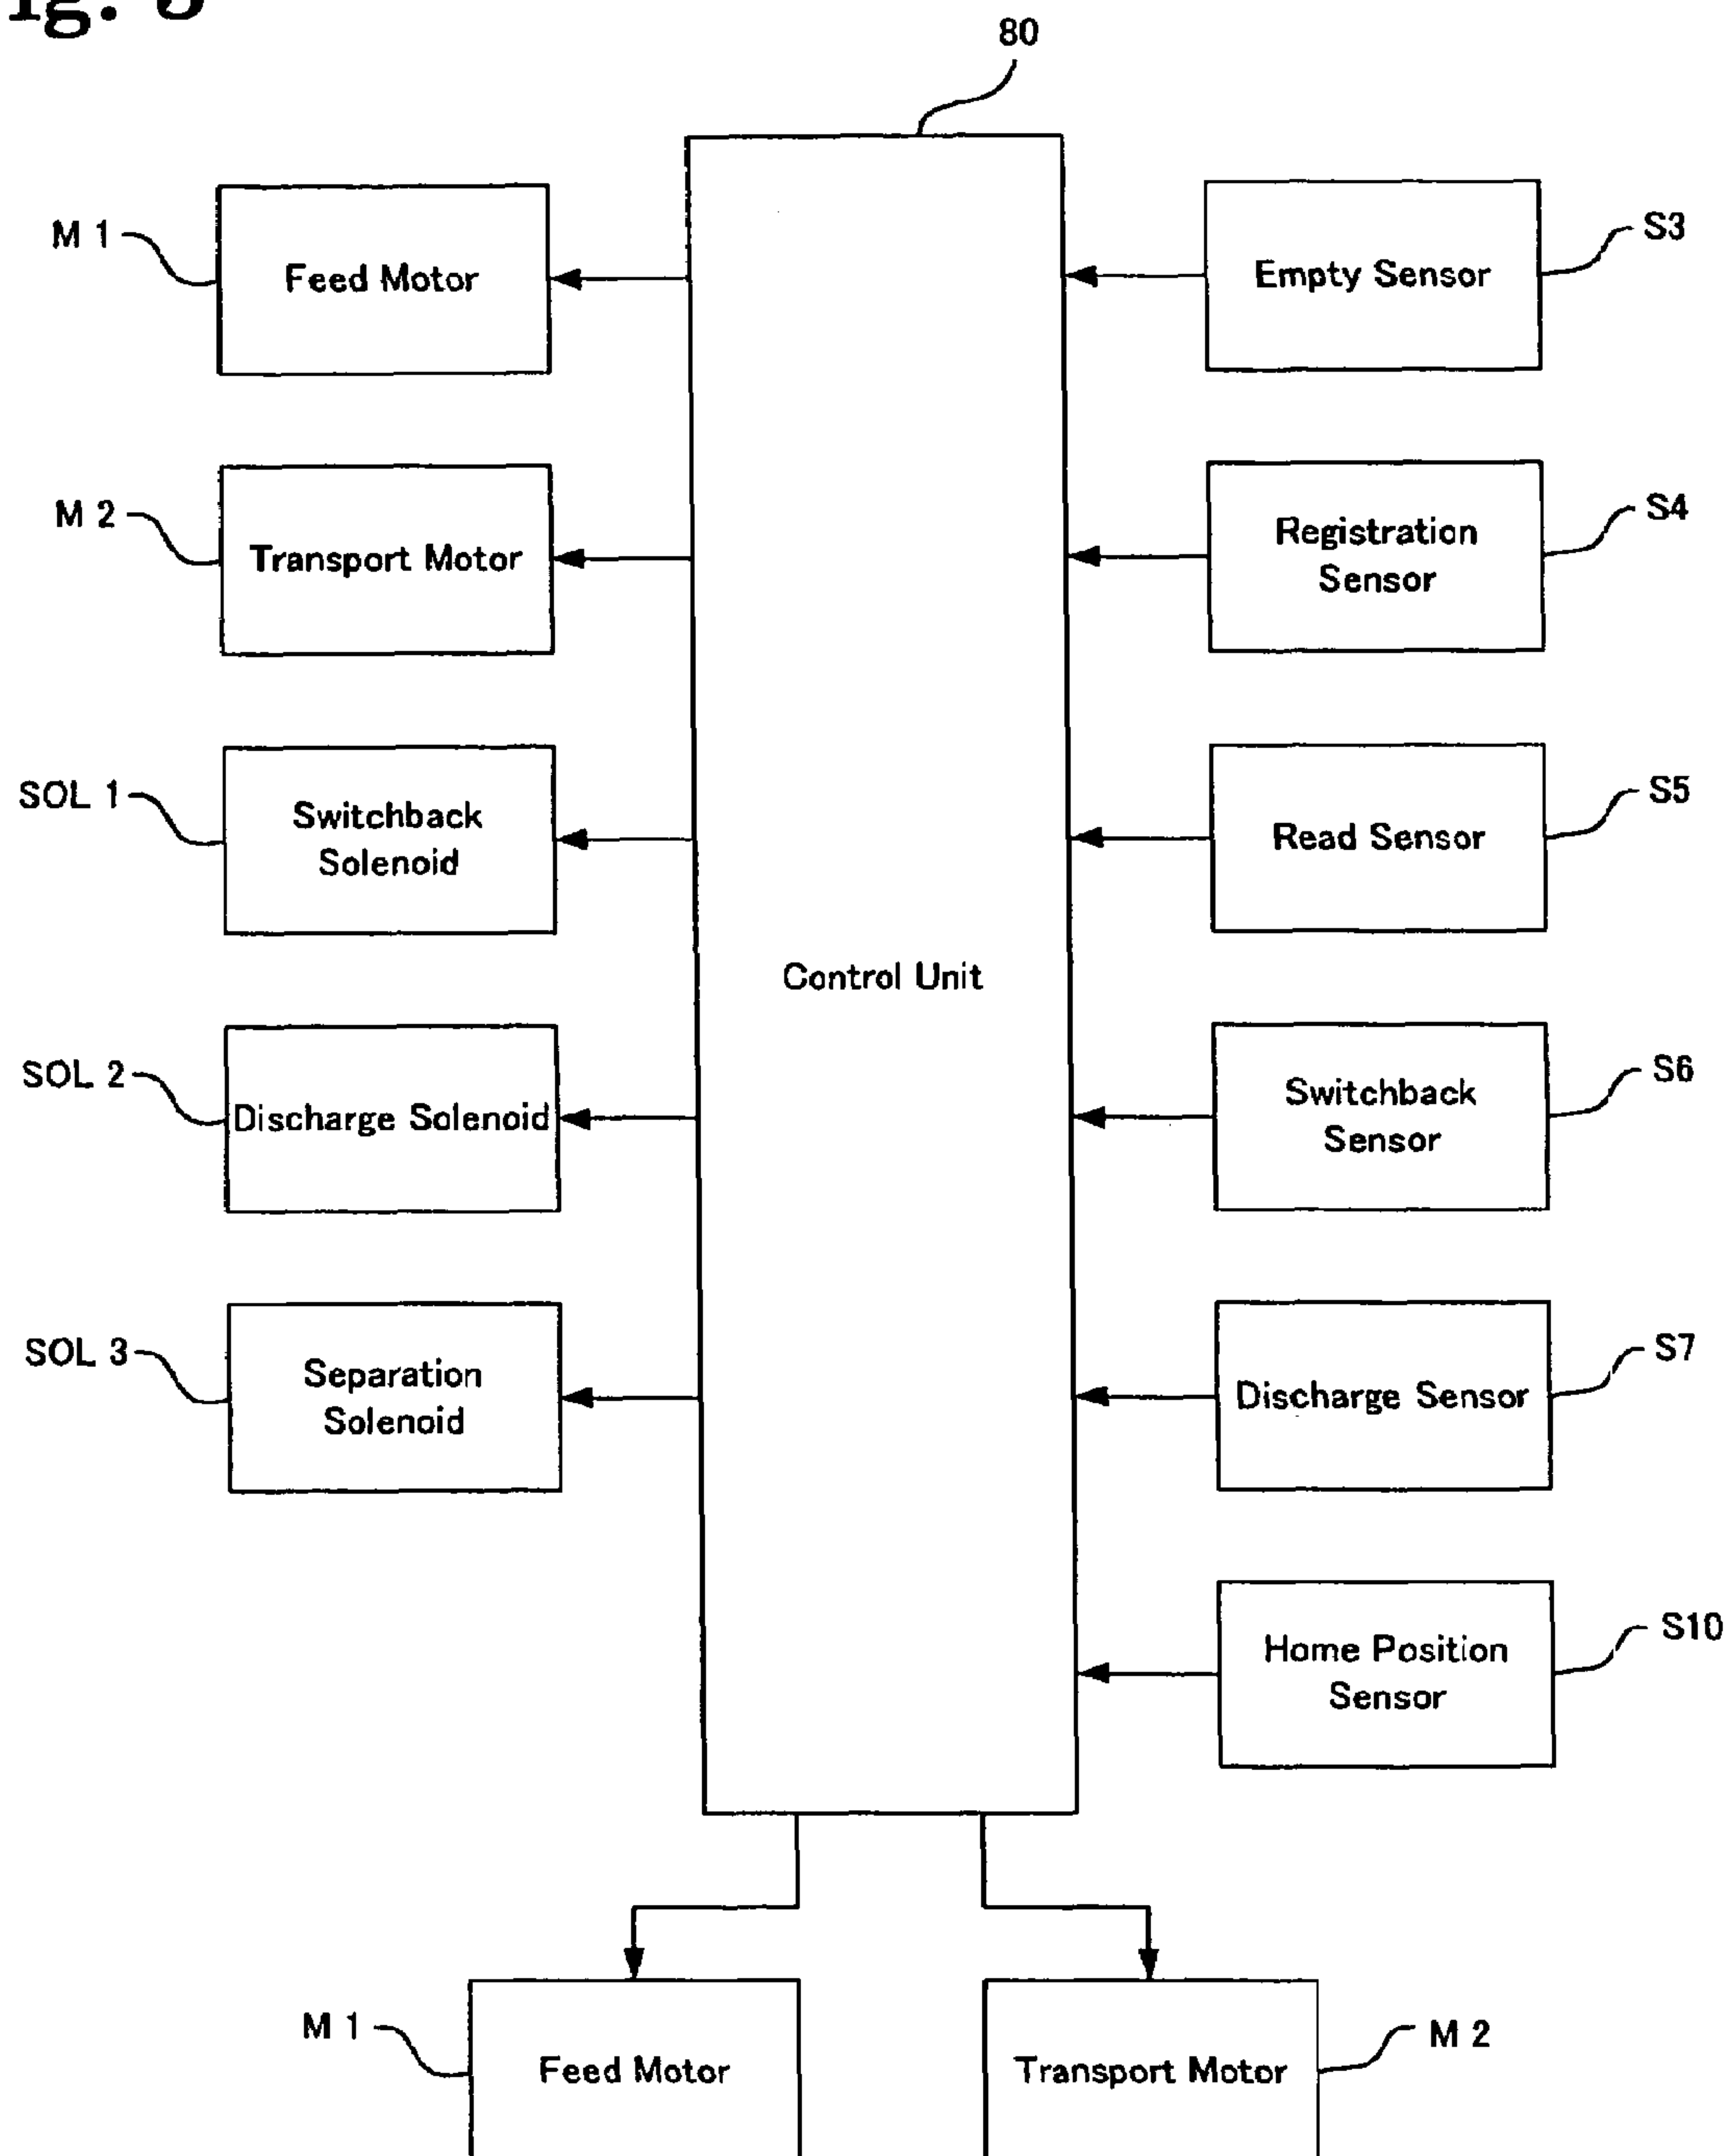 80
M 1
Feed Motor
Empty Sensor
S3
M 2
Transport Motor
Registration
Sensor
S4
SOL 1
Switchback
Solenoid
Read Sensor
S5
Control Unit
SOL 2
Discharge Solenoid
Switchback
Sensor
S6
SOL 3
Separation
Solenoid
Discharge Sensor
S7
Home Position
Sensor
S10
M 1
Feed Motor
Transport Motor
M 2